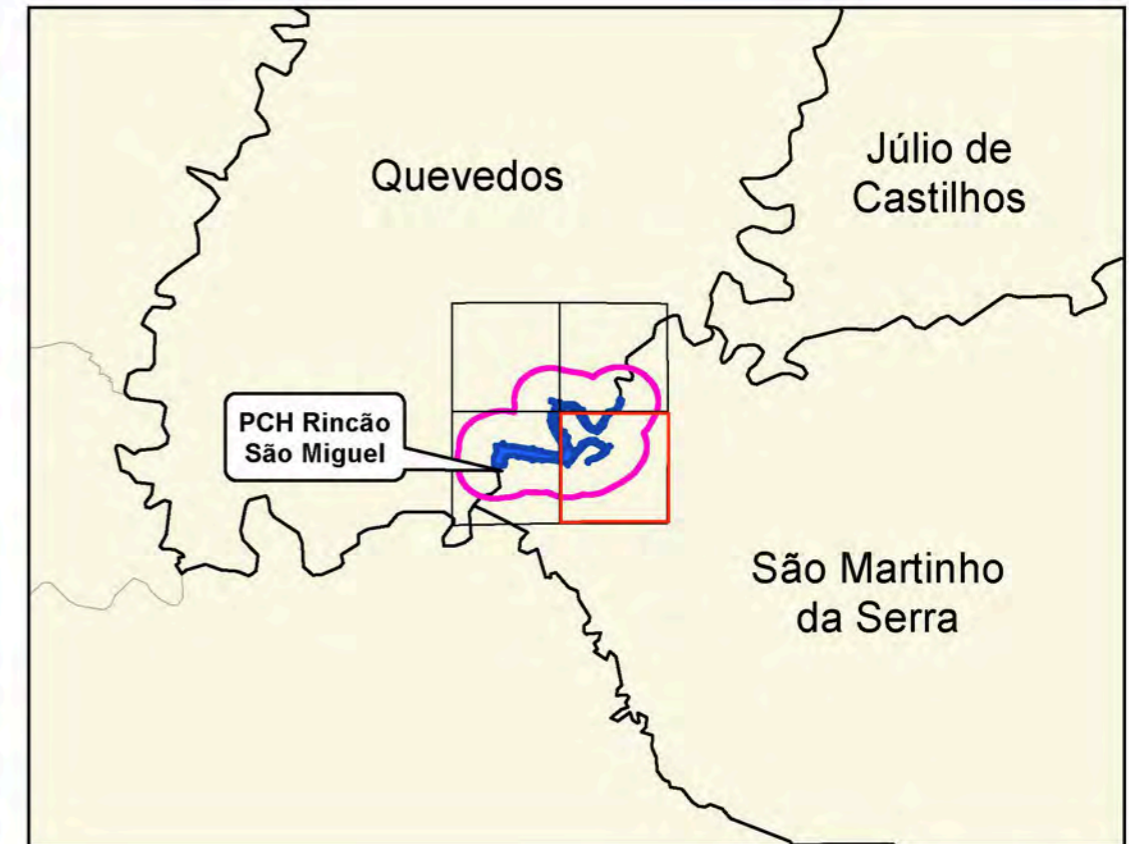 Júlio de
Castilhos
Quevedos
PCH Rincão
São Miguel
São Martinho
da Serra